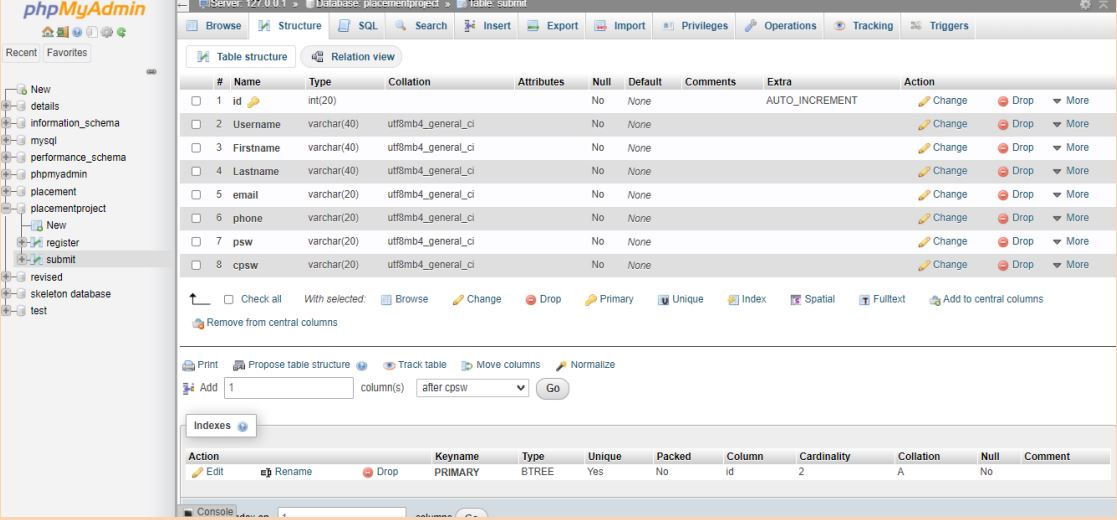 phpMyAdmin
Server: 127.0.0.1 » Database: placementproject » Table: submit
Browse Structure SQL Search Insert Export Import Privileges Operations Tracking Triggers
Recent Favorites
Table structure Relation view
New
details
information_schema
mysql
performance_schema
phpmyadmin
placement
placementproject
New
register
submit
revised
skeleton database
test
# Name Type Collation Attributes Null Default Comments Extra Action
1 id int(20) No None AUTO_INCREMENT Change Drop More
2 Username varchar(40) utf8mb4_general_ci No None Change Drop More
3 Firstname varchar(40) utf8mb4_general_ci No None Change Drop More
4 Lastname varchar(40) utf8mb4_general_ci No None Change Drop More
5 email varchar(20) utf8mb4_general_ci No None Change Drop More
6 phone varchar(20) utf8mb4_general_ci No None Change Drop More
7 psw varchar(20) utf8mb4_general_ci No None Change Drop More
8 cpsw varchar(20) utf8mb4_general_ci No None Change Drop More
Check all With selected: Browse Change Drop Primary Unique Index Spatial Fulltext Add to central columns
Remove from central columns
Print Propose table structure Track table Move columns Normalize
Add 1 column(s) after cpsw Go
Indexes
Action Keyname Type Unique Packed Column Cardinality Collation Null Comment
Edit Rename Drop PRIMARY BTREE Yes No id 2 A No
Console 1 columns Go